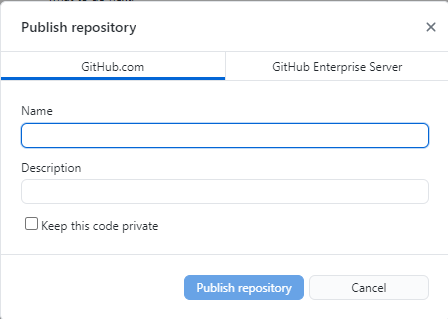 Publish repository
GitHub.com
GitHub Enterprise Server
Name
Description
Keep this code private
Publish repository
Cancel